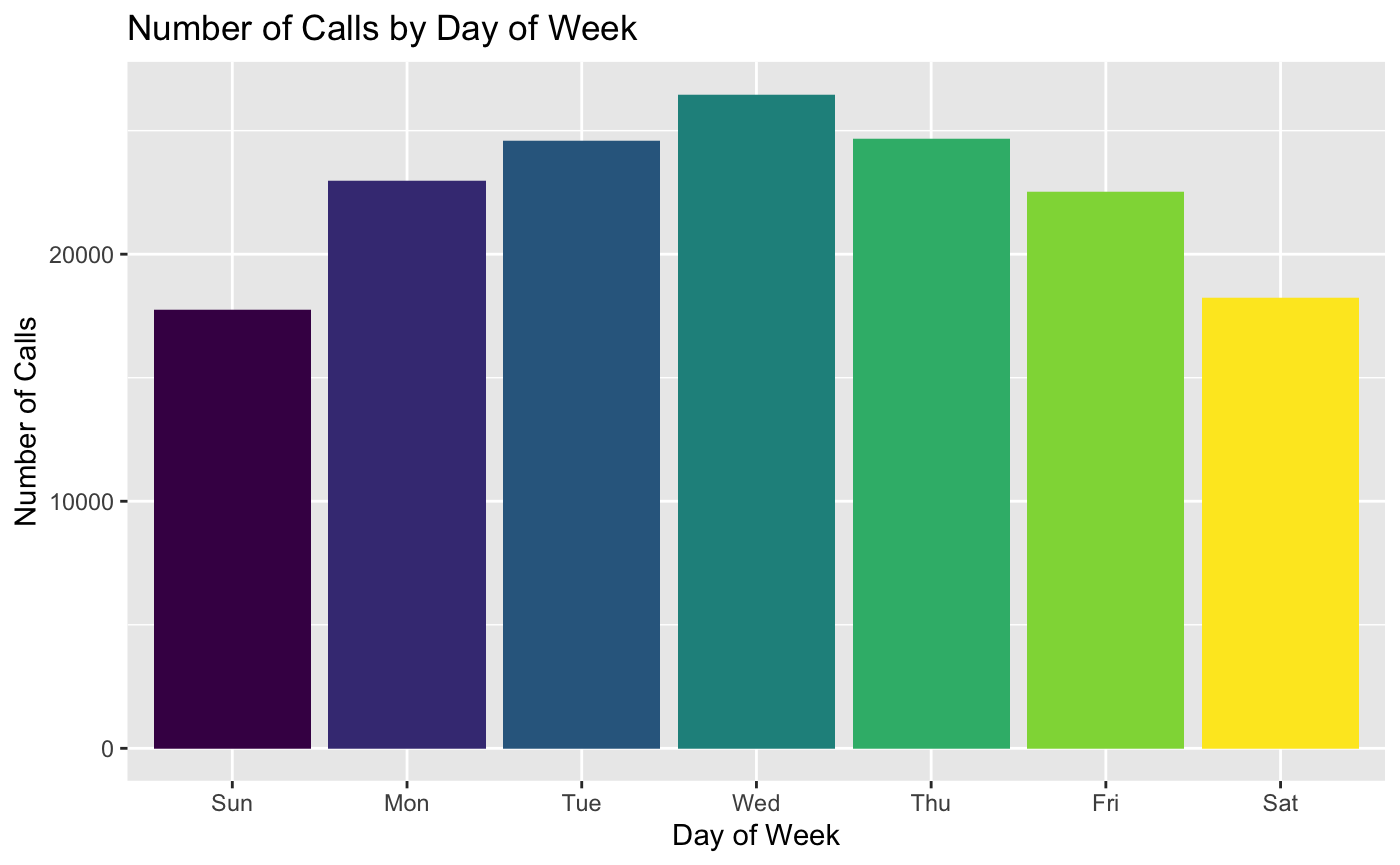 Number of Calls by Day of Week
Number of Calls
20000
10000
0
Sun Mon Tue Wed Thu Fri Sat
Day of Week